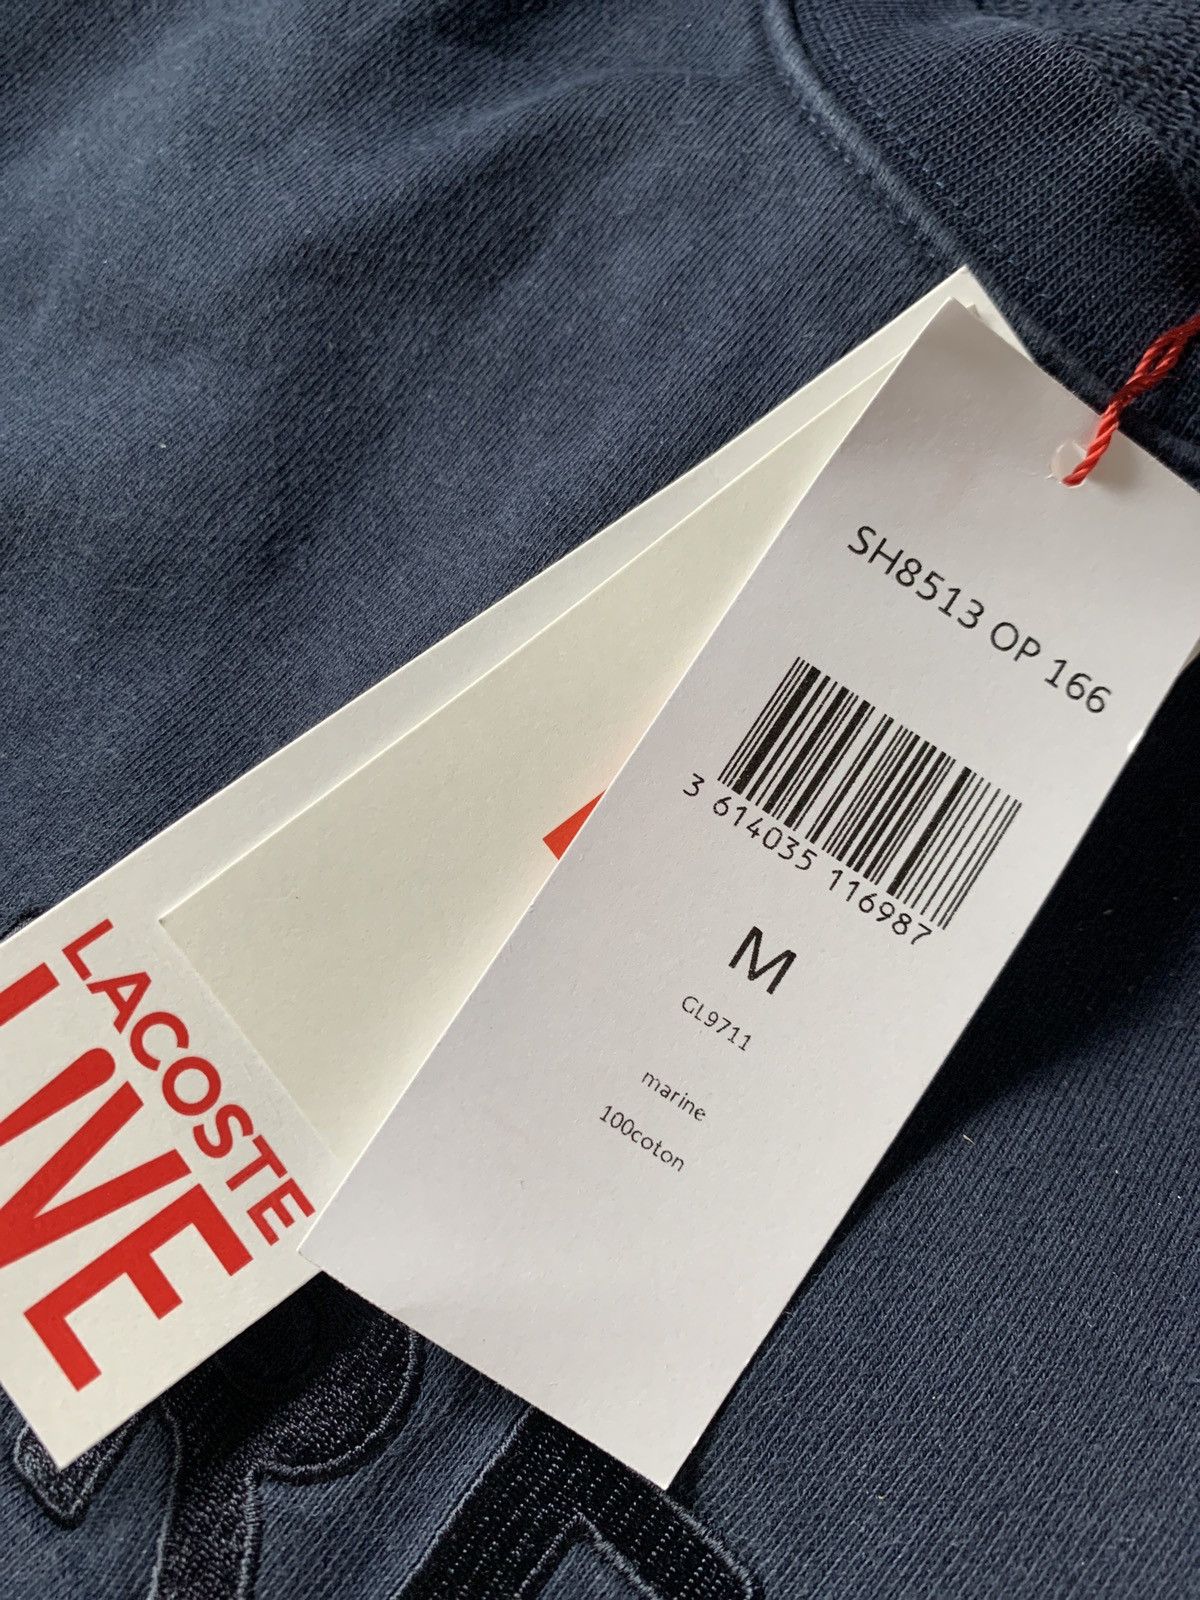 SH8513 OP 166
3 614035 116987
M
GL9711
marine
100coton
LACOSTE
LIVE